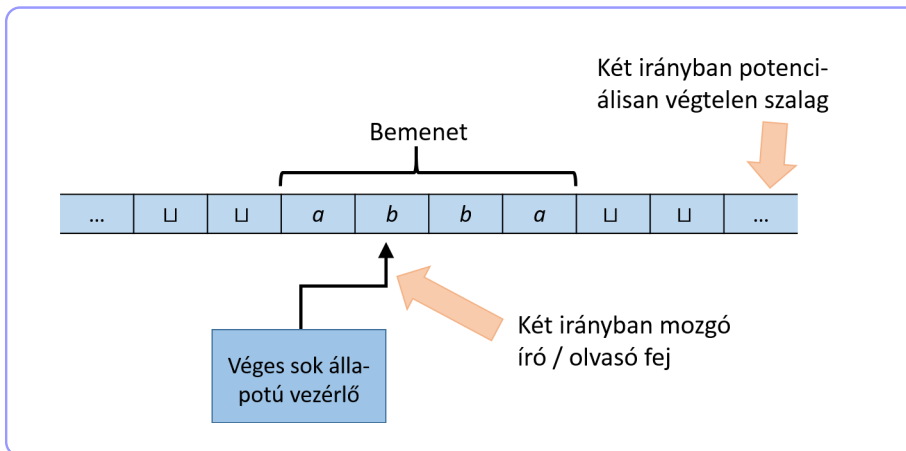 Két irányban potenci-
álisan végtelen szalag
Bemenet
... ⊔ ⊔ a b b a ⊔ ⊔ ...
Két irányban mozgó
író / olvasó fej
Véges sok álla-
potú vezérlő